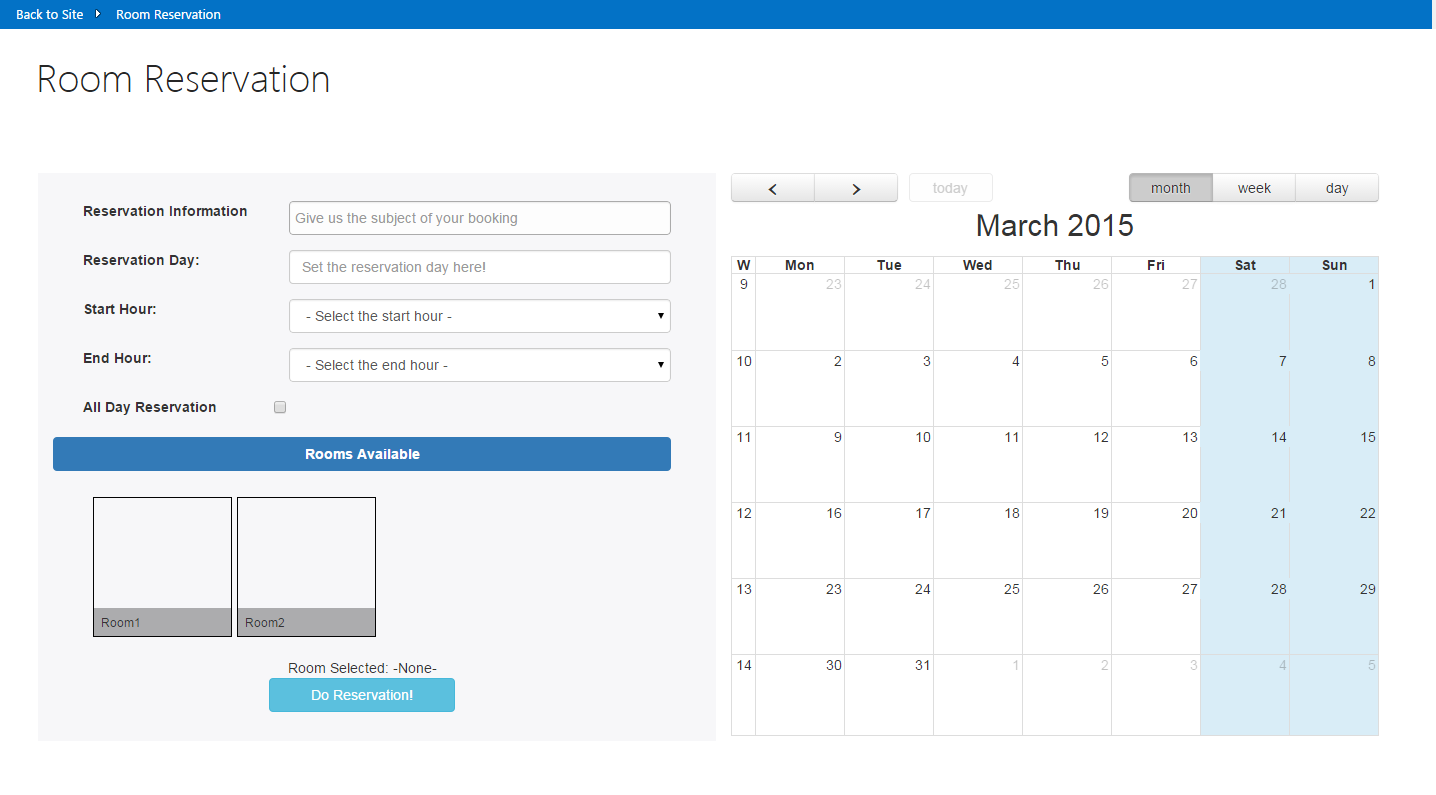 Back to Site Room Reservation
Room Reservation
Reservation Information Give us the subject of your booking
Reservation Day: Set the reservation day here!
Start Hour: - Select the start hour -
End Hour: - Select the end hour -
All Day Reservation
Rooms Available
Room1 Room2
Room Selected: -None-
Do Reservation!
< > today month week day
March 2015
W Mon Tue Wed Thu Fri Sat Sun
9 23 24 25 26 27 28 1
10 2 3 4 5 6 7 8
11 9 10 11 12 13 14 15
12 16 17 18 19 20 21 22
13 23 24 25 26 27 28 29
14 30 31 1 2 3 4 5